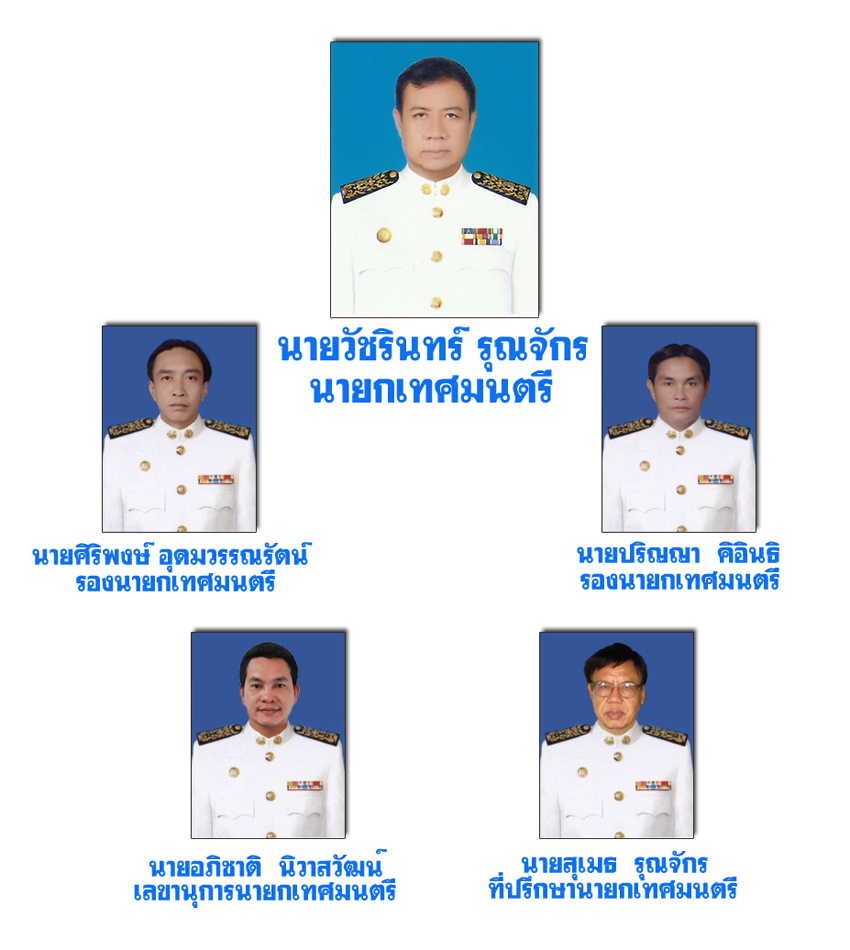 นายวัชรินทร์ รุณจักร
นายกเทศมนตรี
นายศิริพงษ์ อุดมวรรณรัตน์
รองนายกเทศมนตรี
นายปริญญา คิอินธิ
รองนายกเทศมนตรี
นายอภิชาติ นิวาสวัฒน์
เลขานุการนายกเทศมนตรี
นายสุเมธ รุณจักร
ที่ปรึกษานายกเทศมนตรี